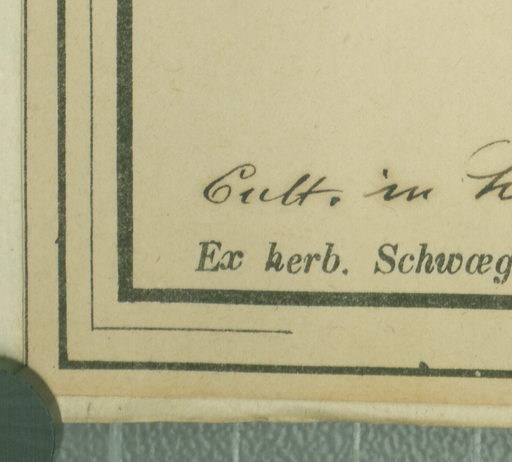 Cult. in
Ex herb. Schwæg